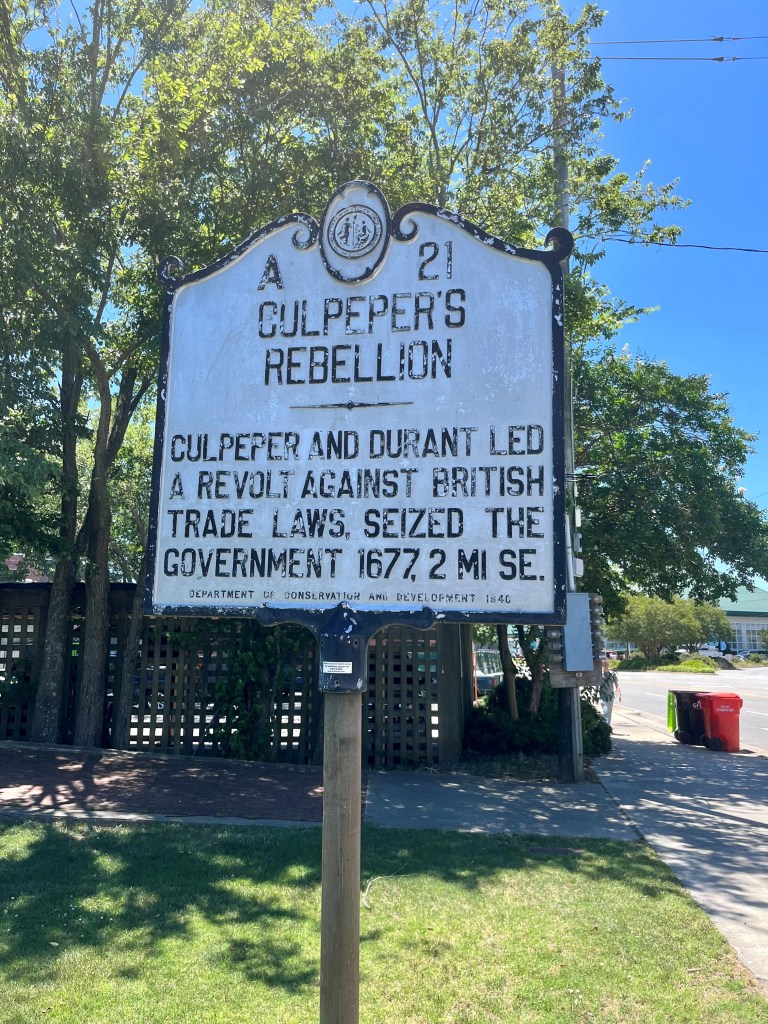 A 21
CULPEPER'S
REBELLION
CULPEPER AND DURANT LED
A REVOLT AGAINST BRITISH
TRADE LAWS, SEIZED THE
GOVERNMENT 1677, 2 MI SE.
DEPARTMENT OF CONSERVATION AND DEVELOPMENT 1940